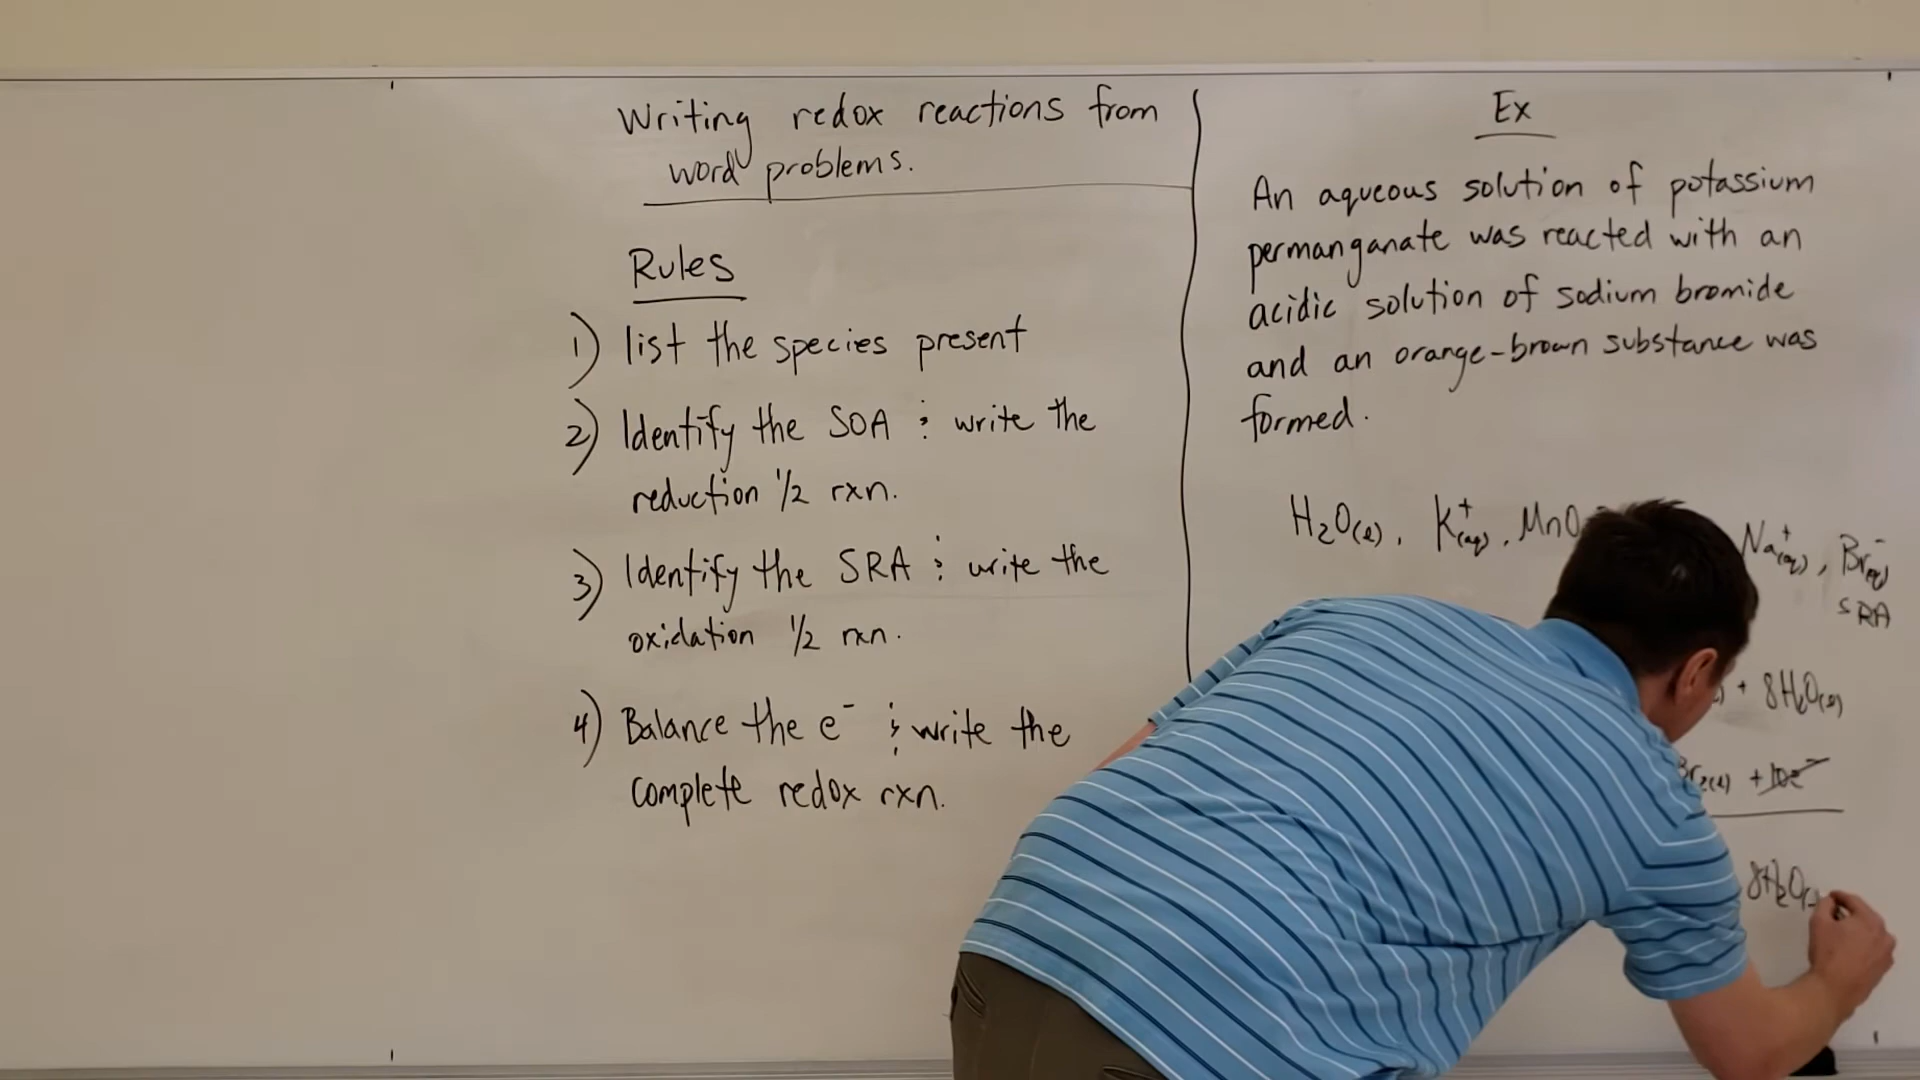 Writing redox reactions from
word problems.
Rules
1) list the species present
2) Identify the SOA & write the
reduction 1/2 rxn.
3) Identify the SRA & write the
oxidation 1/2 rxn.
4) Balance the e⁻ & write the
complete redox rxn.
Ex
An aqueous solution of potassium
permanganate was reacted with an
acidic solution of sodium bromide
and an orange-brown substance was
formed.
H₂O(l), K⁺(aq), MnO Na⁺(aq), Br⁻(aq)
SRA
+ 8H₂O(l)
Br₂(l) + 10e⁻
8H₂O